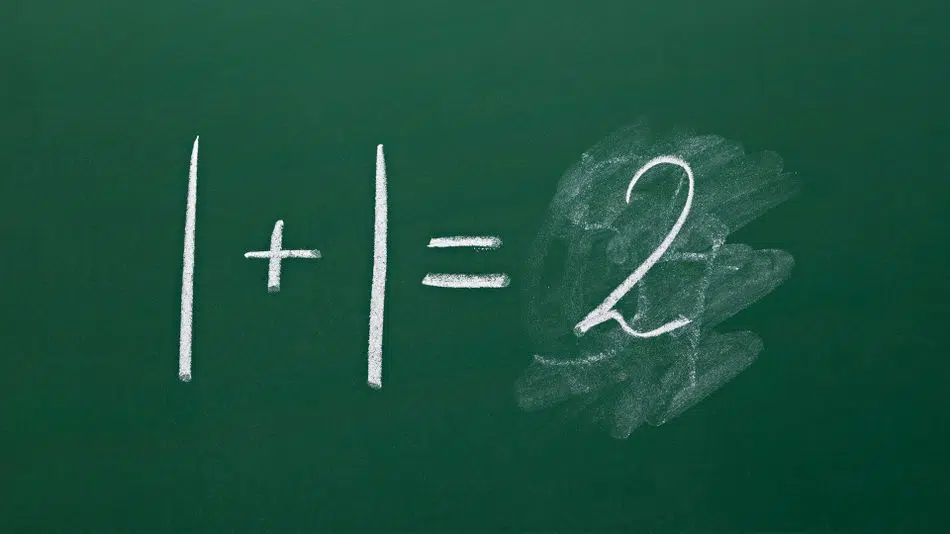 1 + 1 = 2